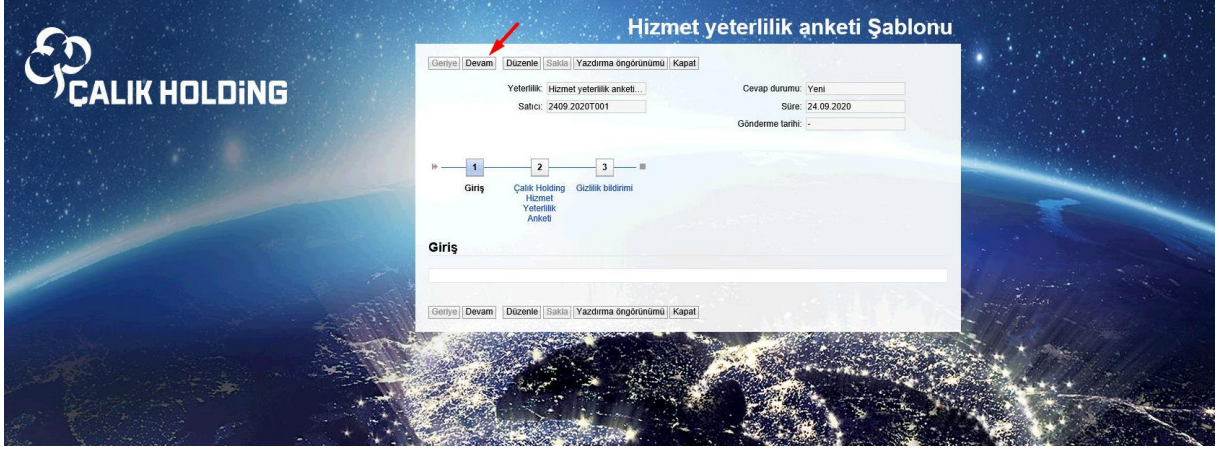 Hizmet yeterlilik anketi Şablonu
ÇALIK HOLDiNG
Geriye Devam Düzenle Sakla Yazdırma öngörünümü Kapat
Yeterlilik: Hizmet yeterlilik anketi... Cevap durumu: Yeni
Satıcı: 2409.2020T001 Süre: 24.09.2020
Gönderme tarihi: -
1 2 3
Giriş Çalık Holding Gizlilik bildirimi
Hizmet
Yeterlilik
Anketi
Giriş
Geriye Devam Düzenle Sakla Yazdırma öngörünümü Kapat